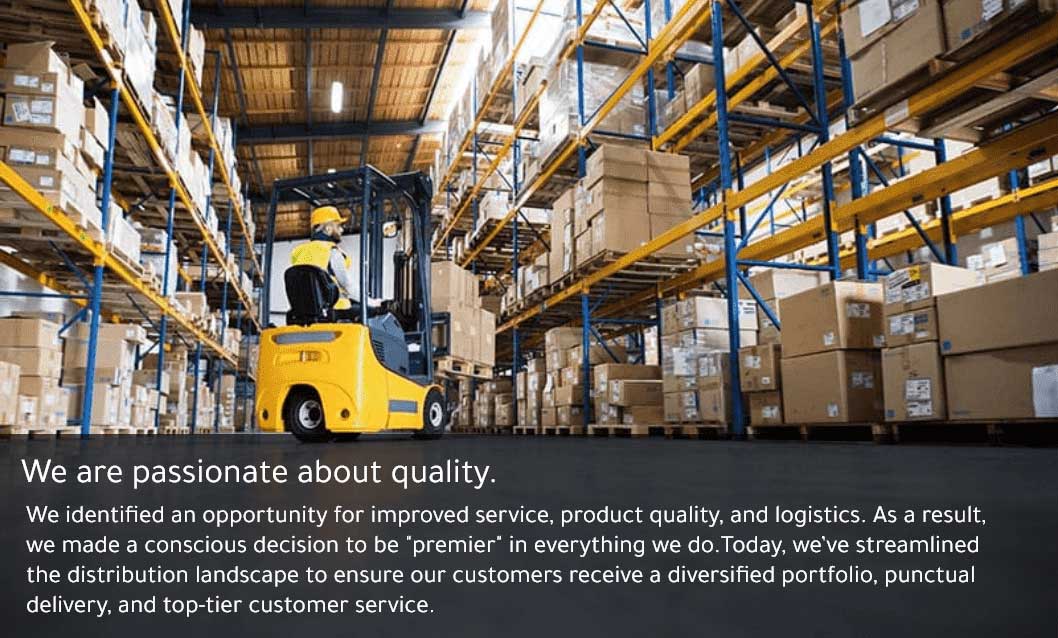 We are passionate about quality.
We identified an opportunity for improved service, product quality, and logistics. As a result,
we made a conscious decision to be "premier" in everything we do.Today, we've streamlined
the distribution landscape to ensure our customers receive a diversified portfolio, punctual
delivery, and top-tier customer service.